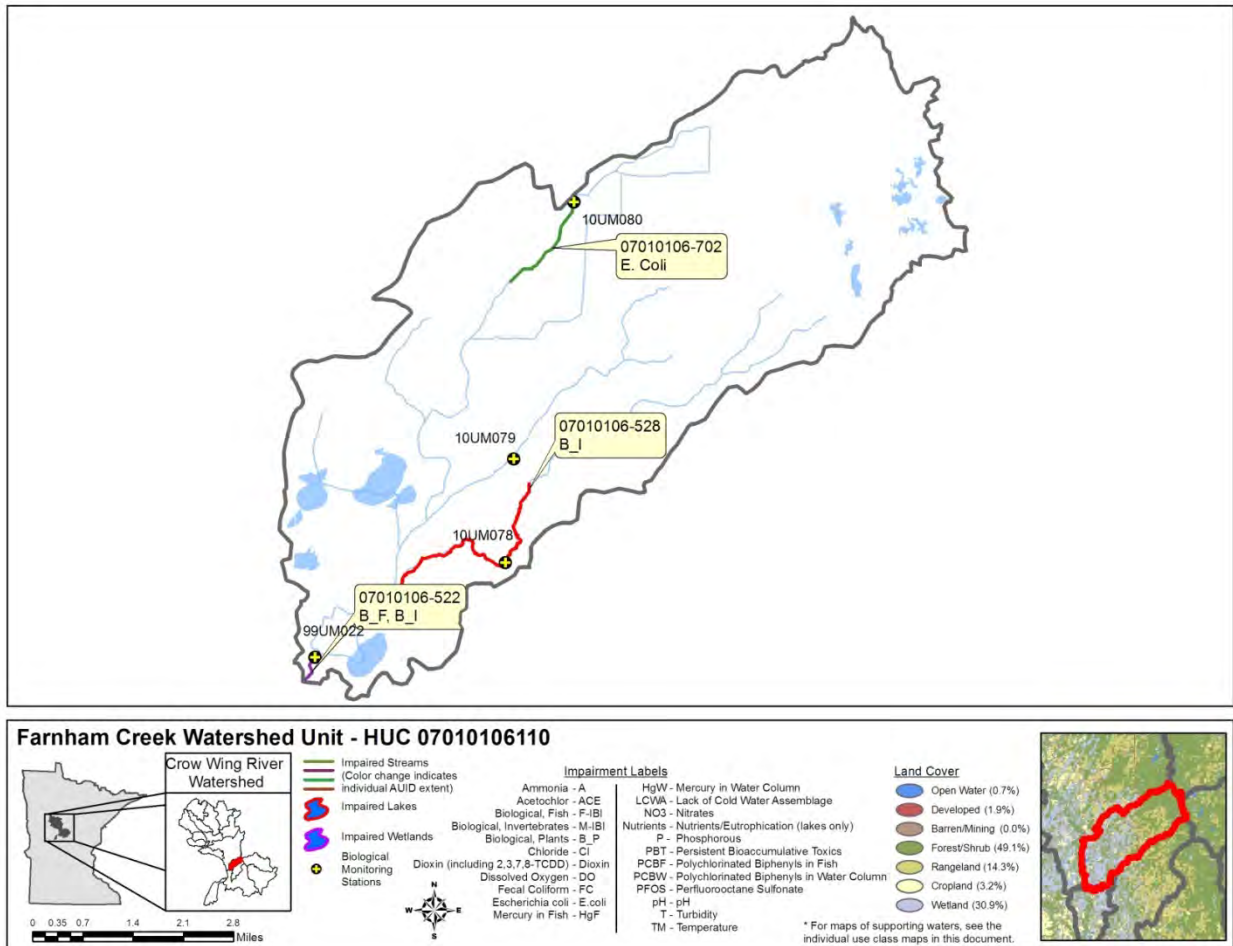 10UM080
07010106-702
E. Coli
10UM079
07010106-528
B_I
10UM078
07010106-522
B_F, B_I
99UM022
Farnham Creek Watershed Unit - HUC 07010106110
Crow Wing River
Watershed
0 0.35 0.7 1.4 2.1 2.8
Miles
Impaired Streams
(Color change indicates
individual AUID extent)
Impaired Lakes
Impaired Wetlands
Biological
Monitoring
Stations
N
W E
S
Impairment Labels
Ammonia - A
Acetochlor - ACE
Biological, Fish - F-IBI
Biological, Invertebrates - M-IBI
Biological, Plants - B_P
Chloride - Cl
Dioxin (including 2,3,7,8-TCDD) - Dioxin
Dissolved Oxygen - DO
Fecal Coliform - FC
Escherichia coli - E.coli
Mercury in Fish - HgF
HgW - Mercury in Water Column
LCWA - Lack of Cold Water Assemblage
NO3 - Nitrates
Nutrients - Nutrients/Eutrophication (lakes only)
P - Phosphorous
PBT - Persistent Bioaccumulative Toxics
PCBF - Polychlorinated Biphenyls in Fish
PCBW - Polychlorinated Biphenyls in Water Column
PFOS - Perfluorooctane Sulfonate
pH - pH
T - Turbidity
TM - Temperature
Land Cover
Open Water (0.7%)
Developed (1.9%)
Barren/Mining (0.0%)
Forest/Shrub (49.1%)
Rangeland (14.3%)
Cropland (3.2%)
Wetland (30.9%)
* For maps of supporting waters, see the
individual use class maps in this document.